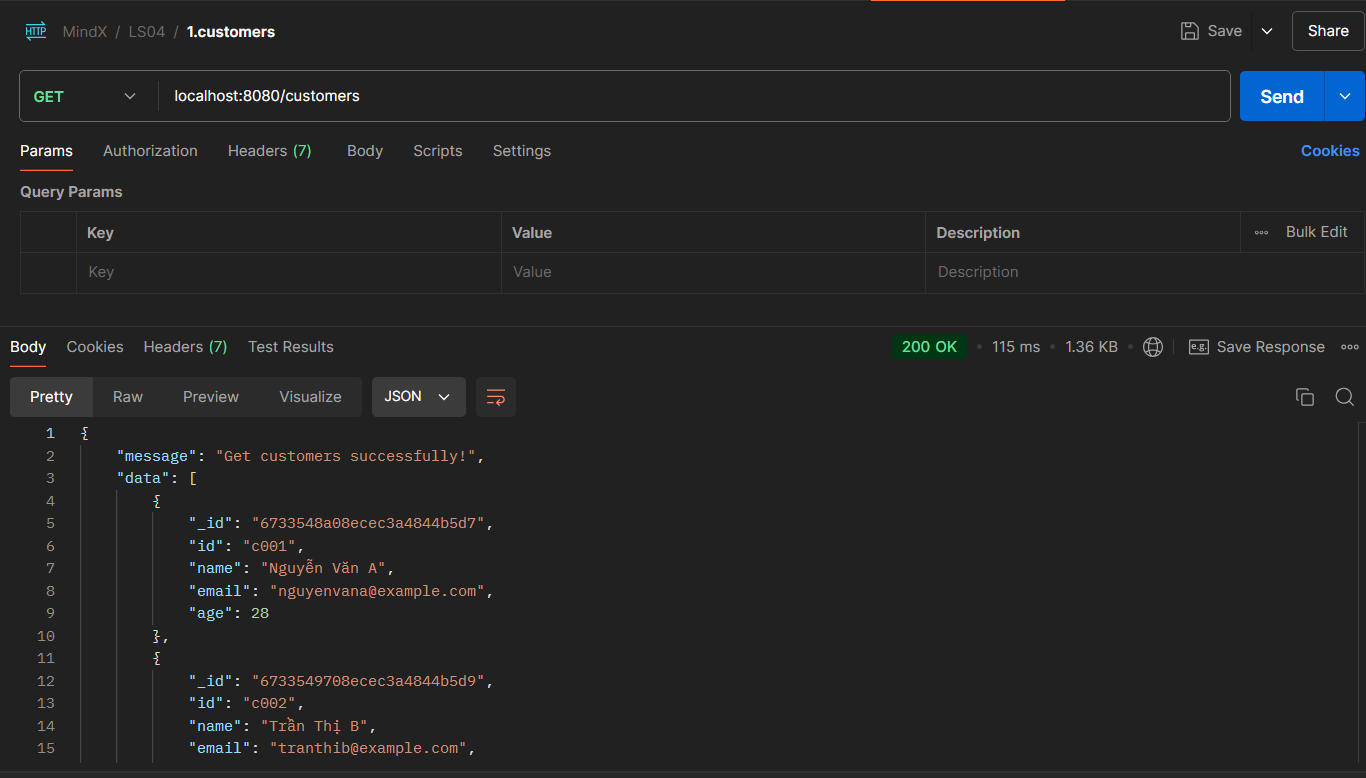 HTTP MindX / LS04 / 1.customers Save Share
GET localhost:8080/customers Send
Params Authorization Headers (7) Body Scripts Settings Cookies
Query Params
Key Value Description Bulk Edit
Key Value Description
Body Cookies Headers (7) Test Results 200 OK 115 ms 1.36 KB e.g. Save Response
Pretty Raw Preview Visualize JSON
1 {
2 "message": "Get customers successfully!",
3 "data": [
4 {
5 "_id": "6733548a08ecec3a4844b5d7",
6 "id": "c001",
7 "name": "Nguyễn Văn A",
8 "email": "nguyenvana@example.com",
9 "age": 28
10 },
11 {
12 "_id": "6733549708ecec3a4844b5d9",
13 "id": "c002",
14 "name": "Trần Thị B",
15 "email": "tranthib@example.com",